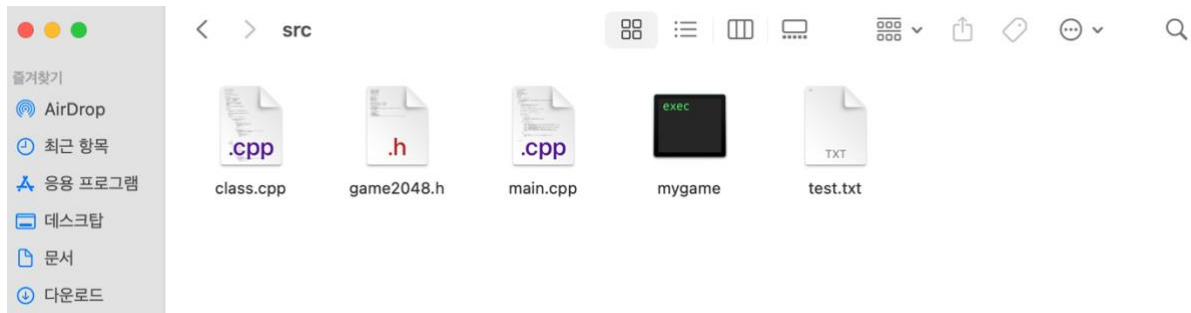 src
즐겨찾기
AirDrop
최근 항목
응용 프로그램
데스크탑
문서
다운로드
.cpp
.h
.cpp
exec
TXT
class.cpp
game2048.h
main.cpp
mygame
test.txt